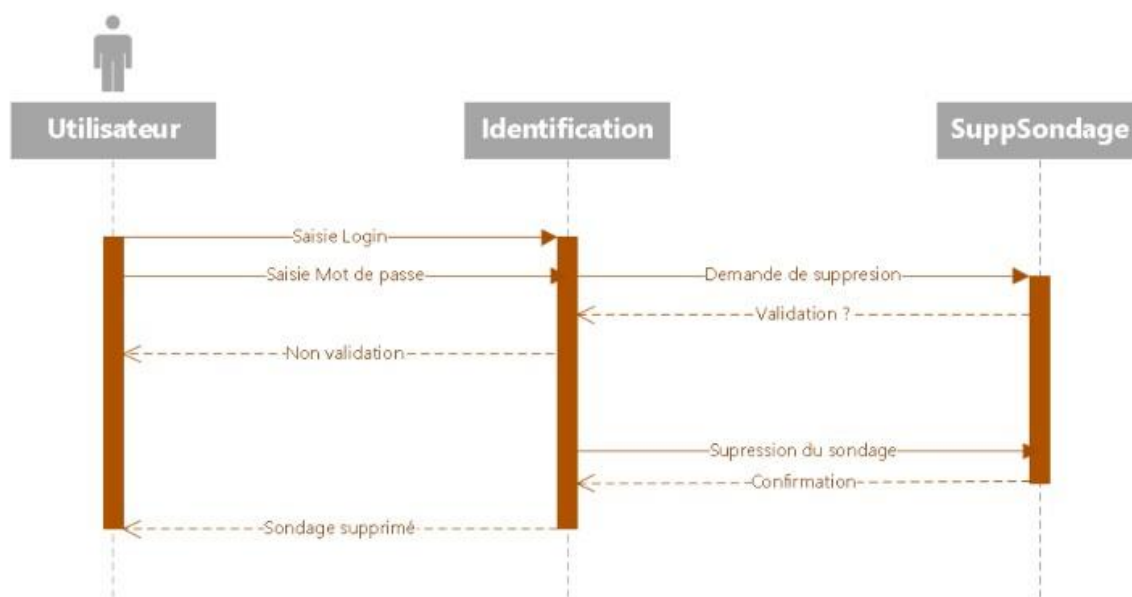 Utilisateur
Identification
SuppSondage
Saisie Login
Saisie Mot de passe
Demande de suppresion
Validation ?
Non validation
Supression du sondage
Confirmation
Sondage supprimé